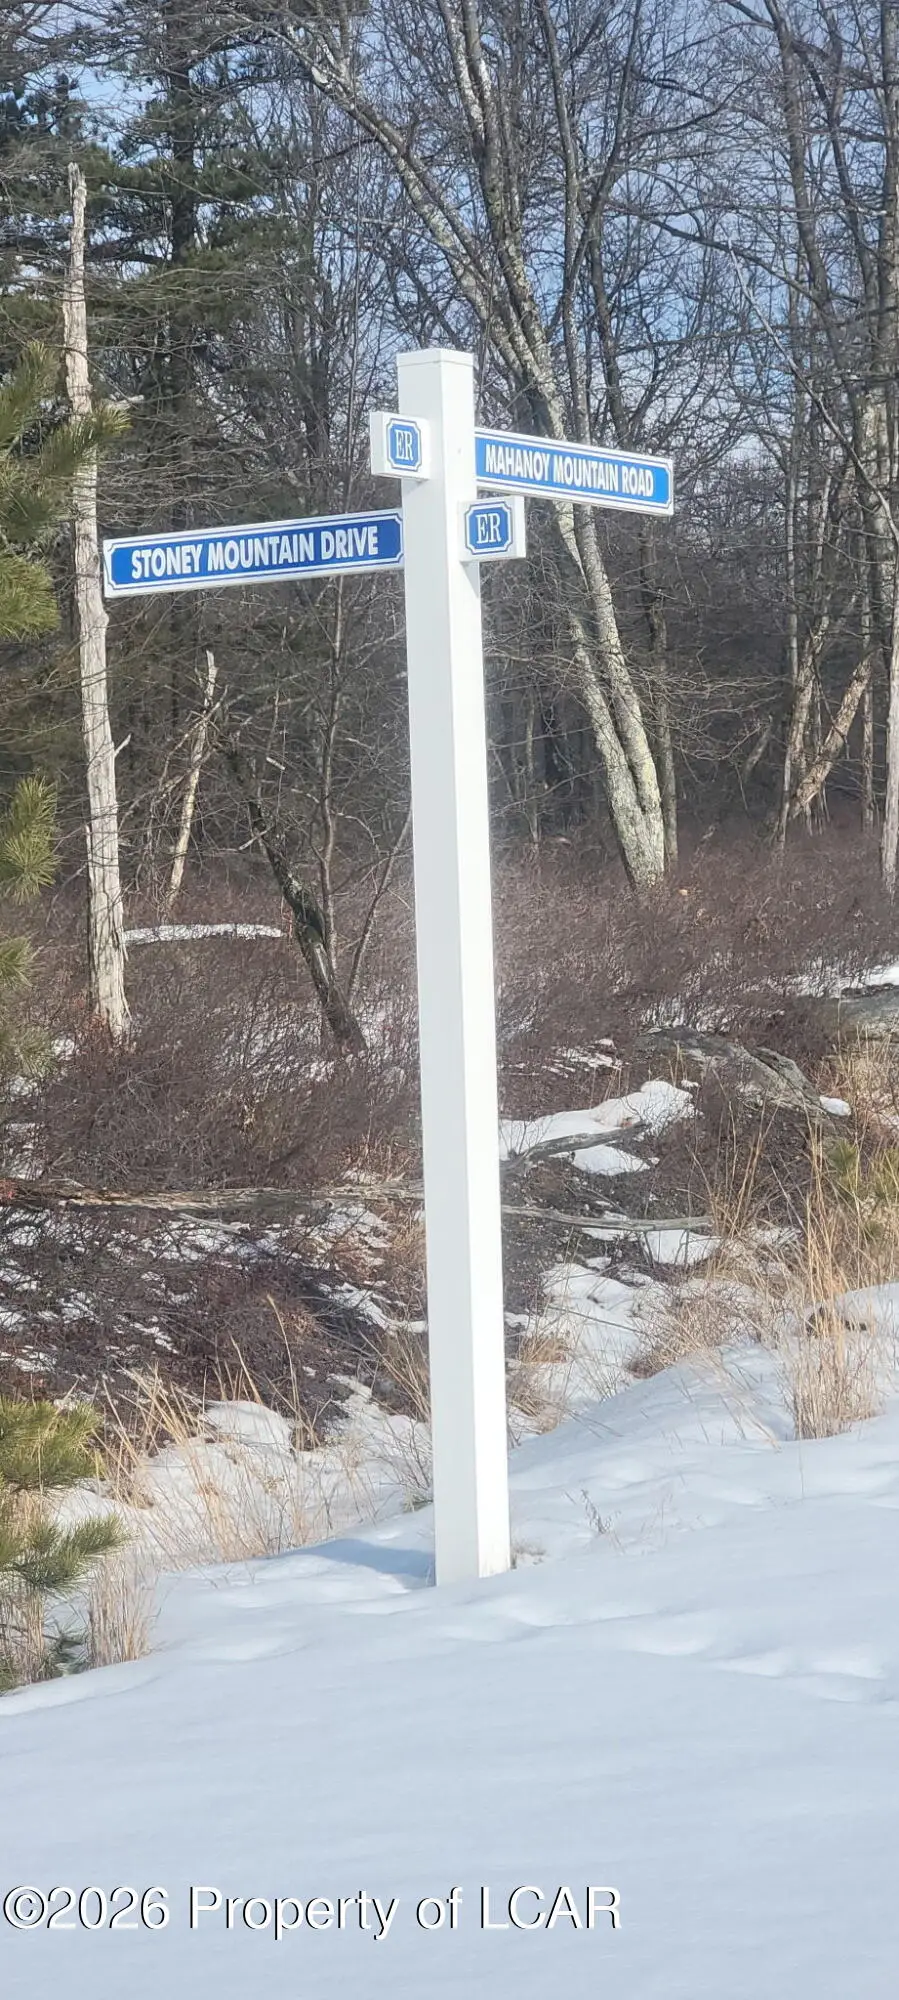 ER
MAHANOY MOUNTAIN ROAD
ER
STONEY MOUNTAIN DRIVE
©2026 Property of LCAR